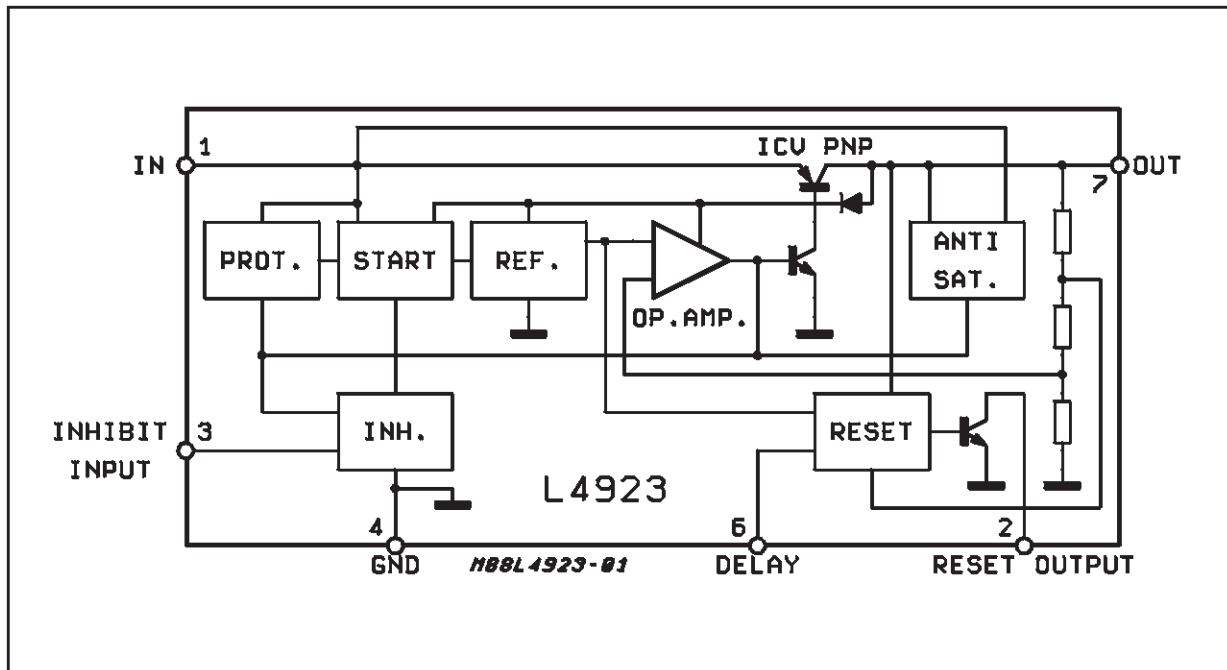 ICV PNP
IN
1
7
OUT
PROT.
START
REF.
OP.AMP.
ANTI
SAT.
INHIBIT
INPUT
3
INH.
RESET
L4923
4
GND
M88L4923-01
6
DELAY
2
RESET OUTPUT